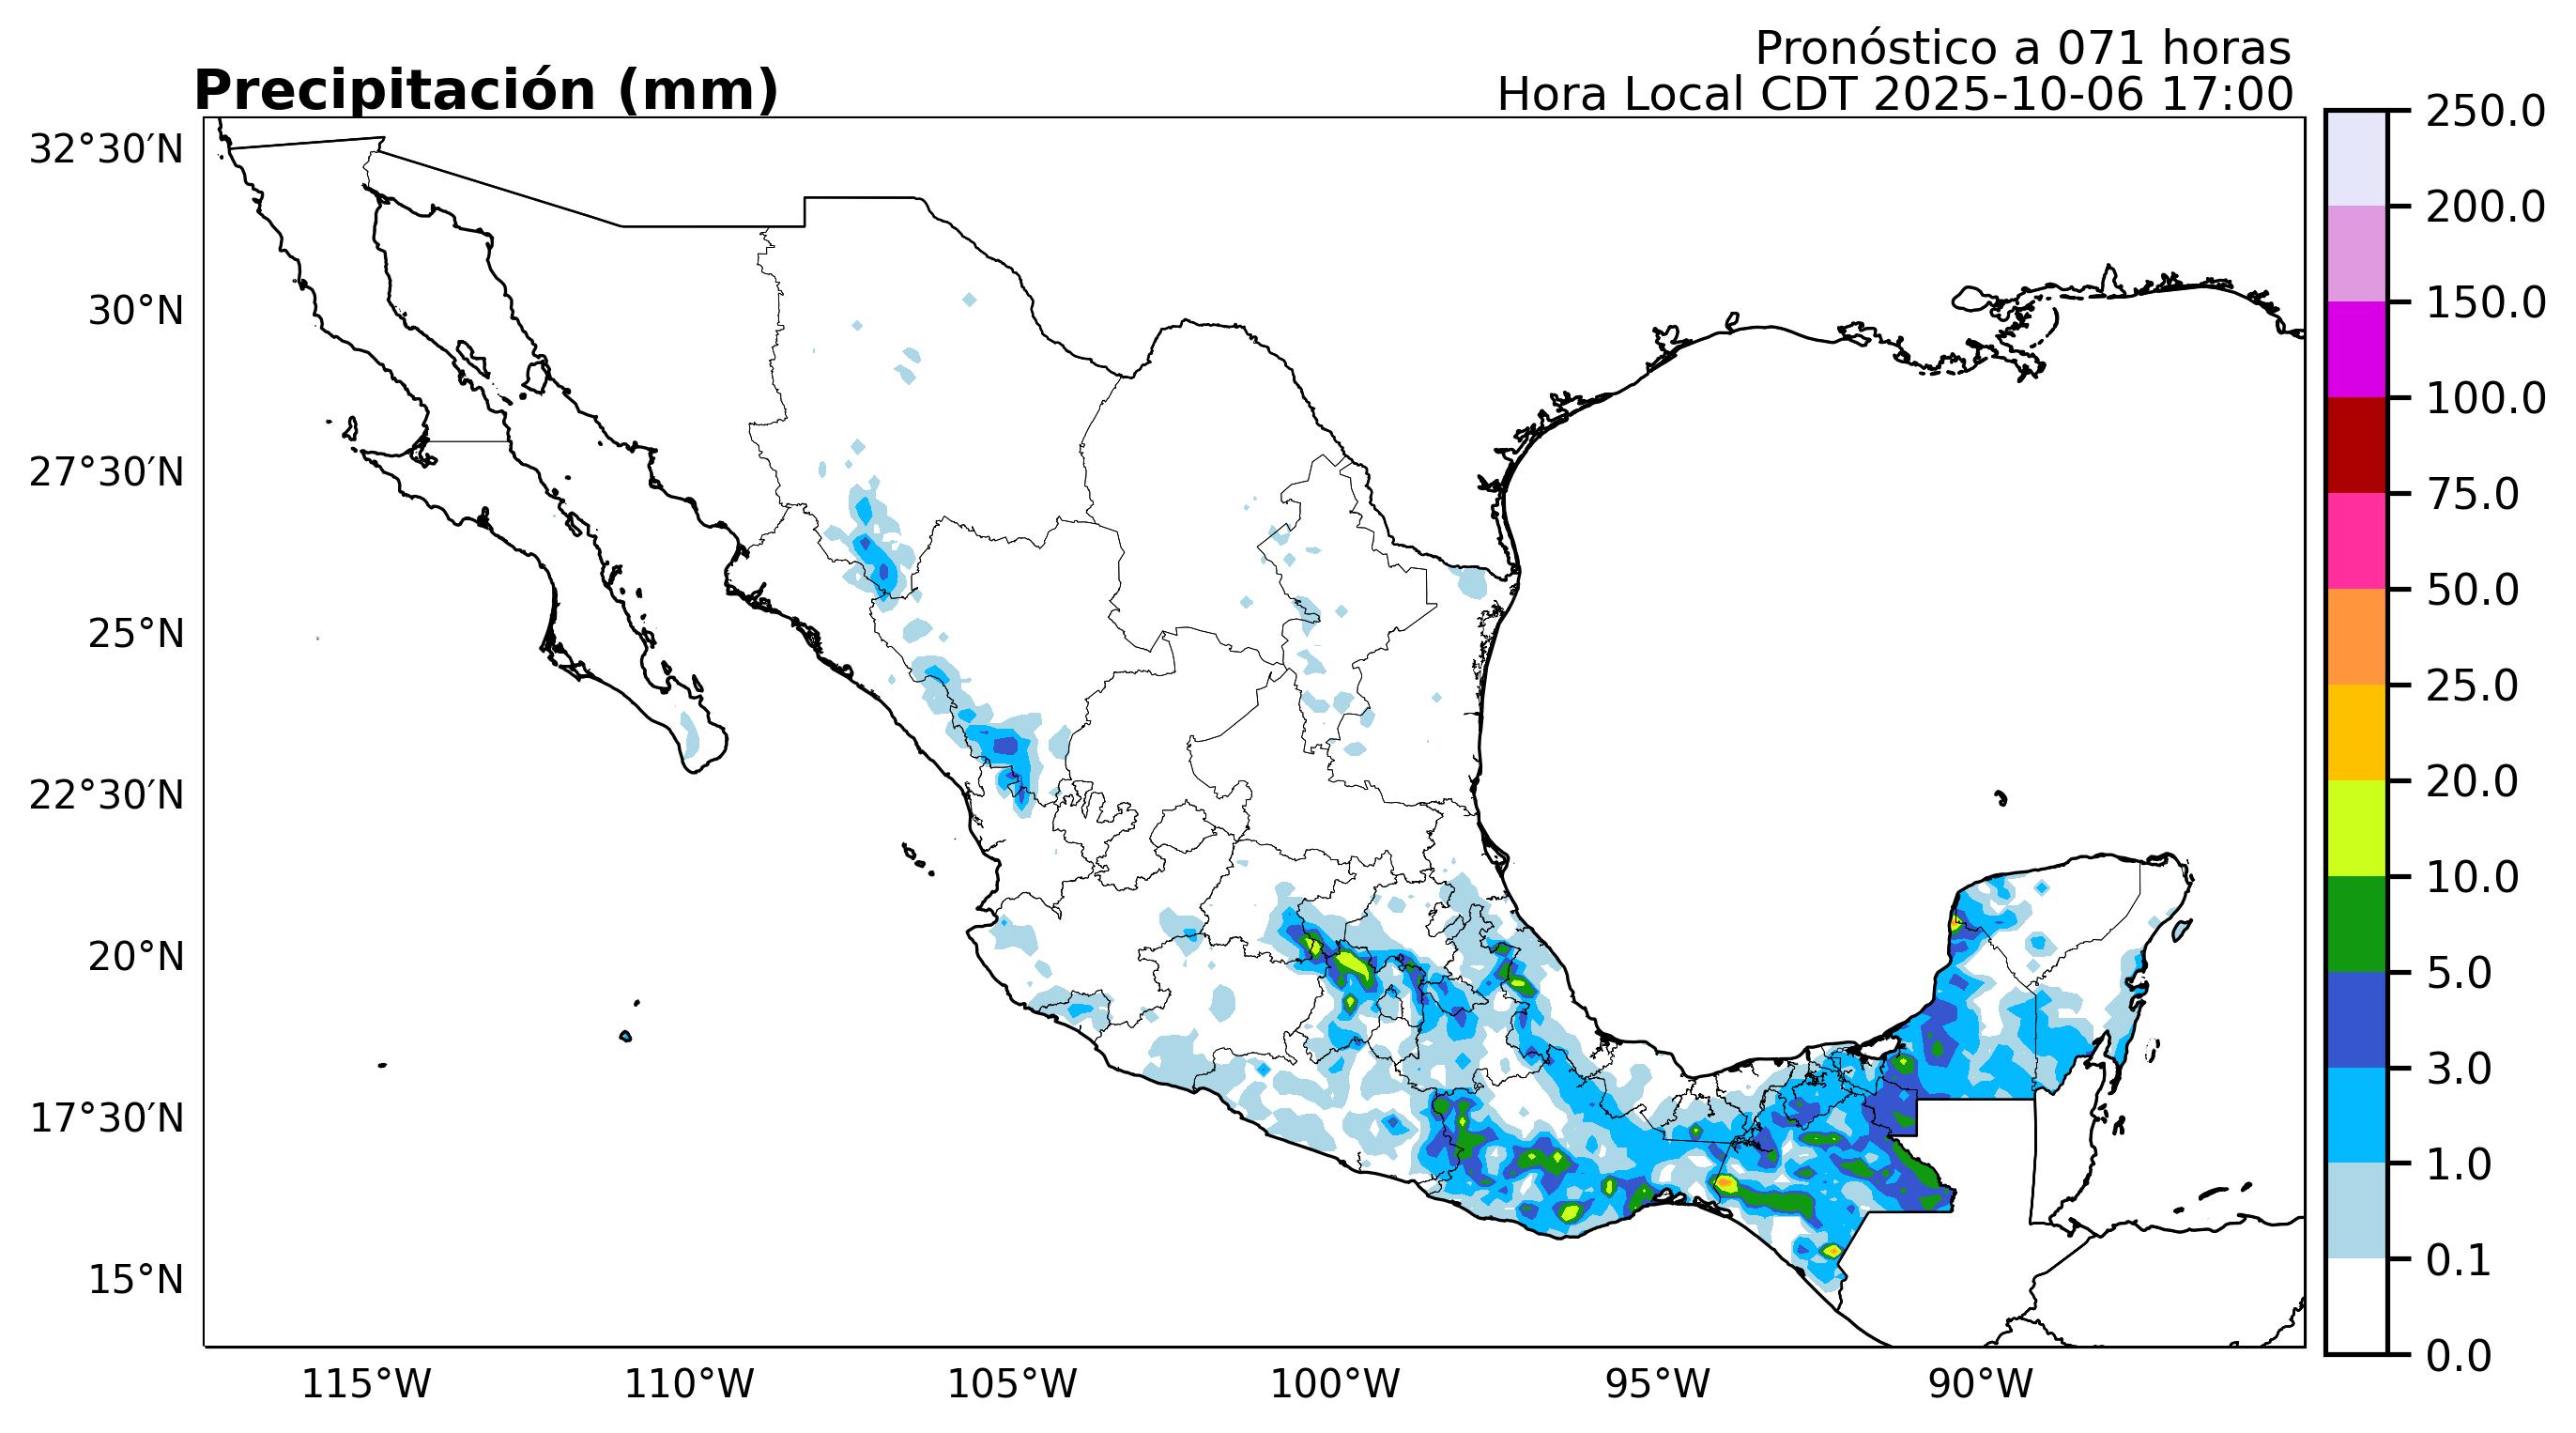 Pronóstico a 071 horas
Precipitación (mm)
Hora Local CDT 2025-10-06 17:00
32°30′N
30°N
27°30′N
25°N
22°30′N
20°N
17°30′N
15°N
115°W
110°W
105°W
100°W
95°W
90°W
250.0
200.0
150.0
100.0
75.0
50.0
25.0
20.0
10.0
5.0
3.0
1.0
0.1
0.0